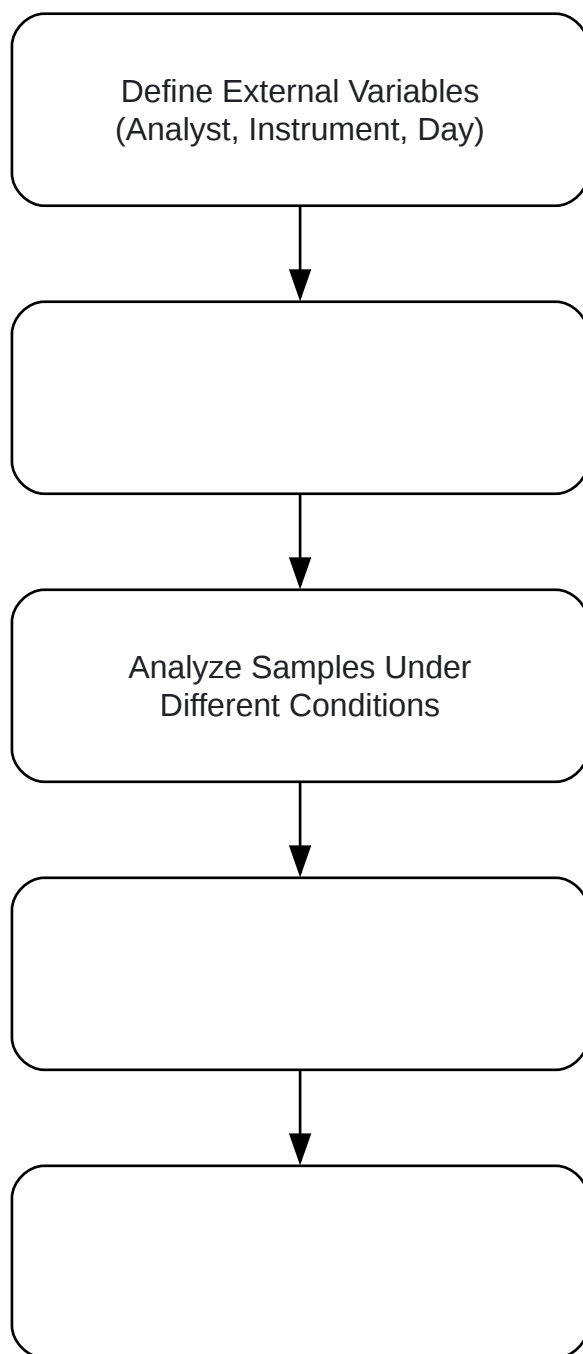 Define External Variables
(Analyst, Instrument, Day)
Analyze Samples Under
Different Conditions